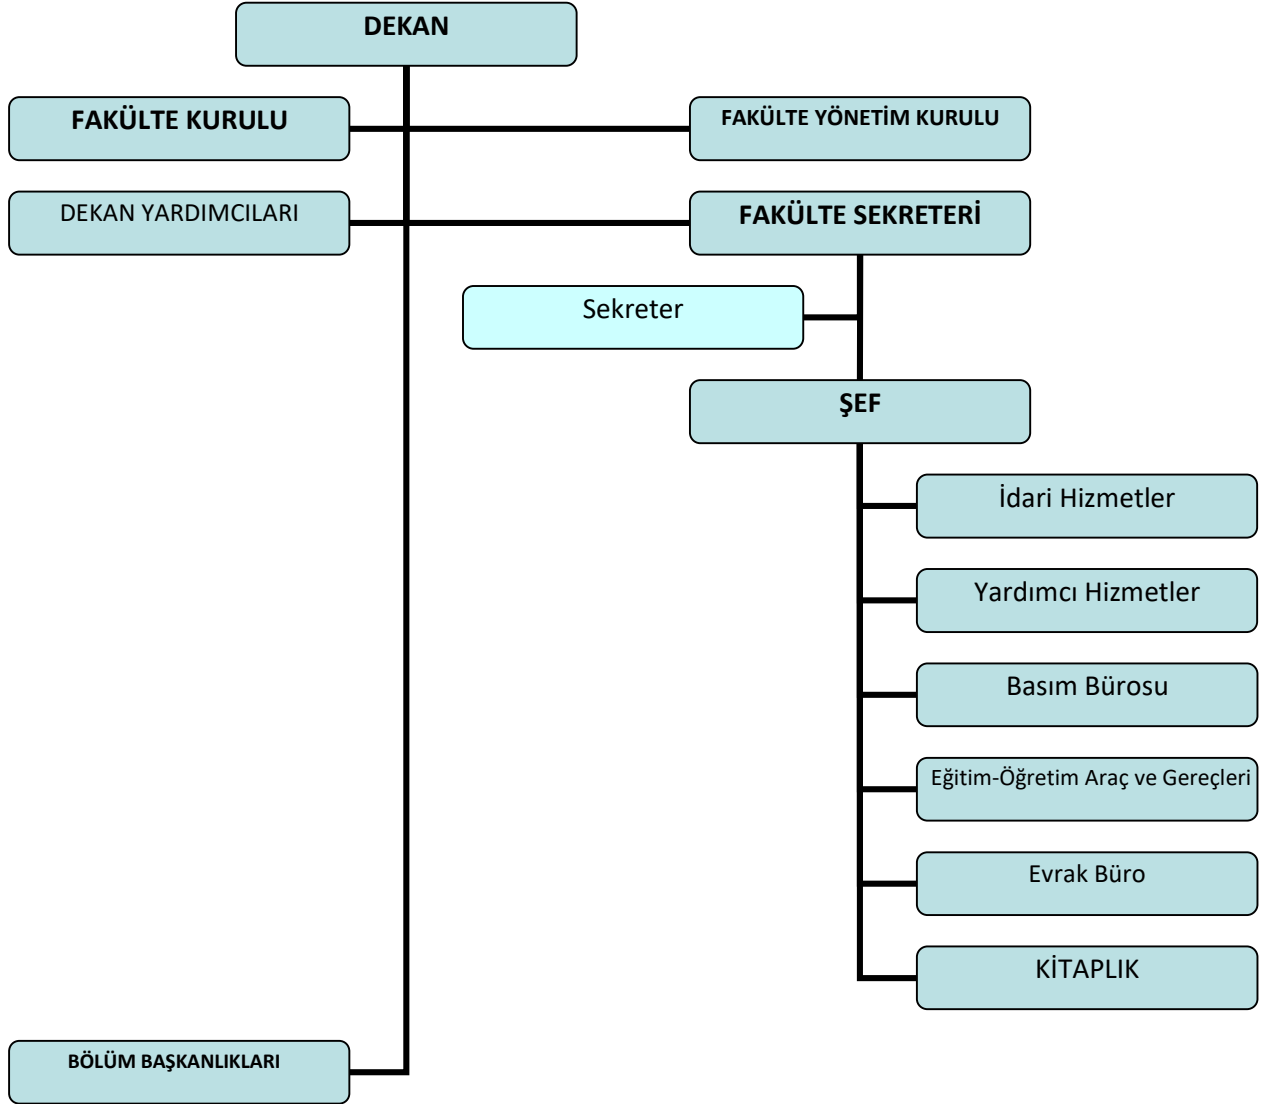 DEKAN
FAKÜLTE KURULU
FAKÜLTE YÖNETİM KURULU
DEKAN YARDIMCILARI
FAKÜLTE SEKRETERİ
Sekreter
ŞEF
İdari Hizmetler
Yardımcı Hizmetler
Basım Bürosu
Eğitim-Öğretim Araç ve Gereçleri
Evrak Büro
KİTAPLIK
BÖLÜM BAŞKANLIKLARI